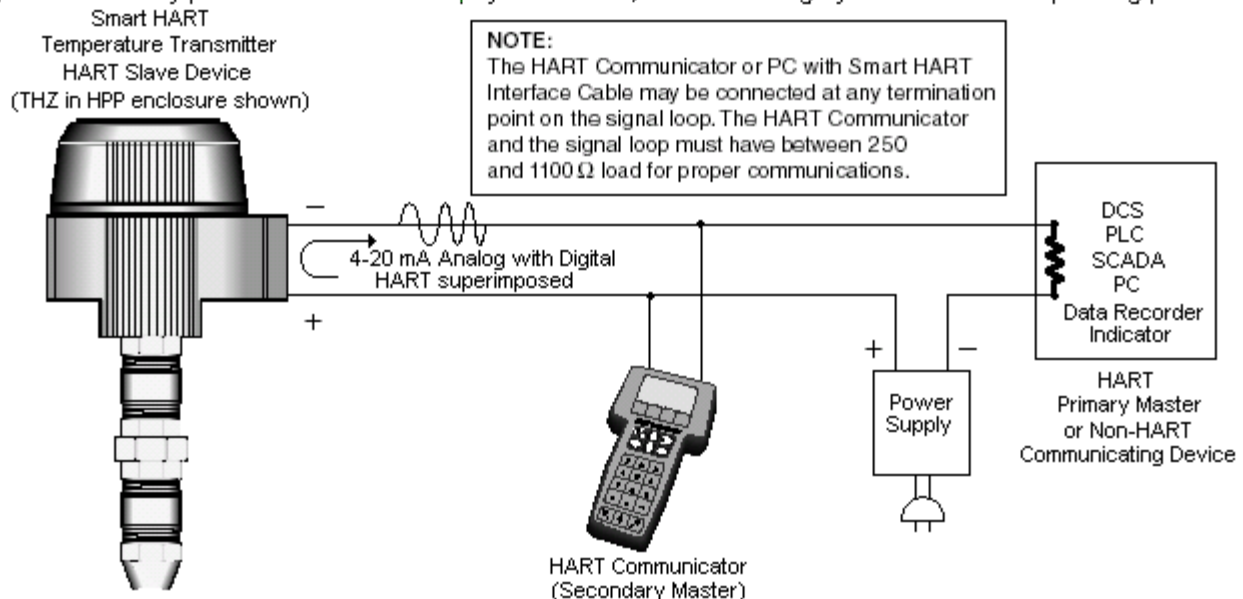 Smart HART
Temperature Transmitter
HART Slave Device
(THZ in HPP enclosure shown)
NOTE:
The HART Communicator or PC with Smart HART
Interface Cable may be connected at any termination
point on the signal loop. The HART Communicator
and the signal loop must have between 250
and 1100 Ω load for proper communications.
−
4-20 mA Analog with Digital
HART superimposed
+
DCS
PLC
SCADA
PC
Data Recorder
Indicator
+
−
Power
Supply
HART
Primary Master
or Non-HART
Communicating Device
HART Communicator
(Secondary Master)